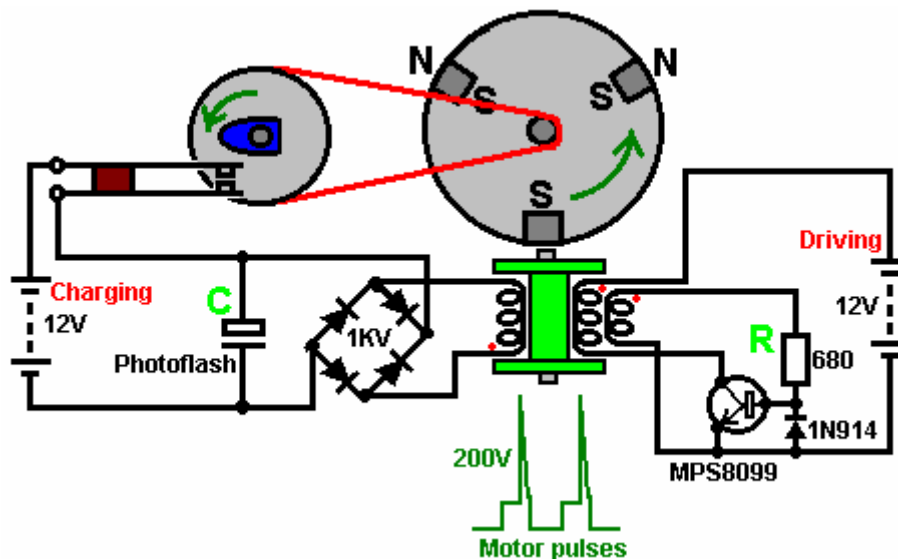 N
N
S
S
S
Charging
12V
C
Photoflash
1KV
Driving
12V
R
680
1N914
MPS8099
200V
Motor pulses